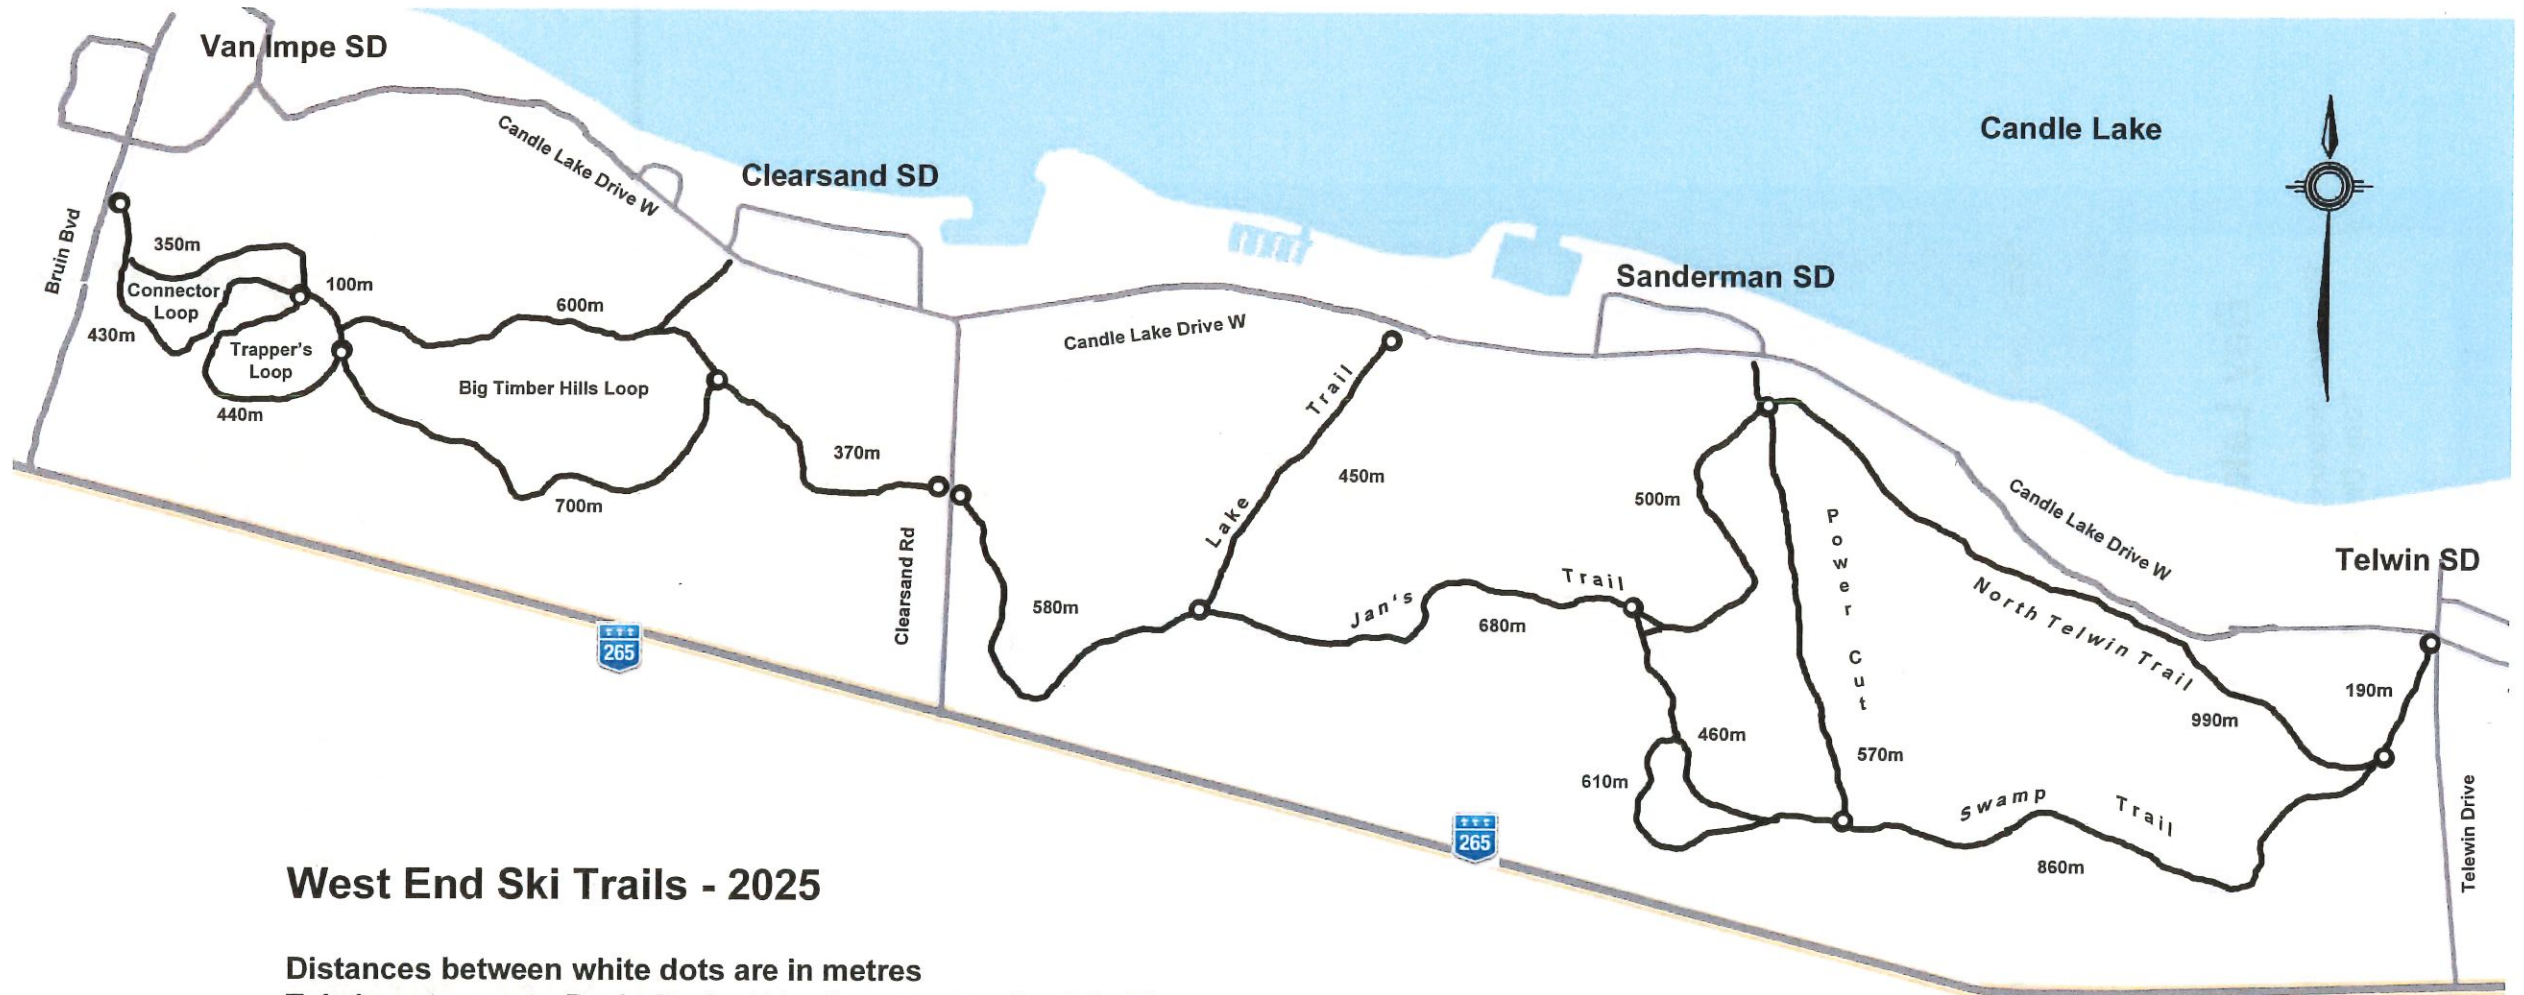 Van Impe SD
Candle Lake Drive W
Clearsand SD
Candle Lake
Bruin Bvd
350m
Connector
Loop
100m
430m
Trapper's
Loop
440m
600m
Big Timber Hills Loop
700m
370m
Clearsand Rd
Candle Lake Drive W
Lake Trail
450m
580m
Sanderman SD
Jan's Trail
680m
500m
Power Cut
570m
460m
610m
Candle Lake Drive W
North Telwin Trail
990m
Telwin SD
190m
Swamp Trail
860m
Telewin Drive
265
265
West End Ski Trails - 2025
Distances between white dots are in metres